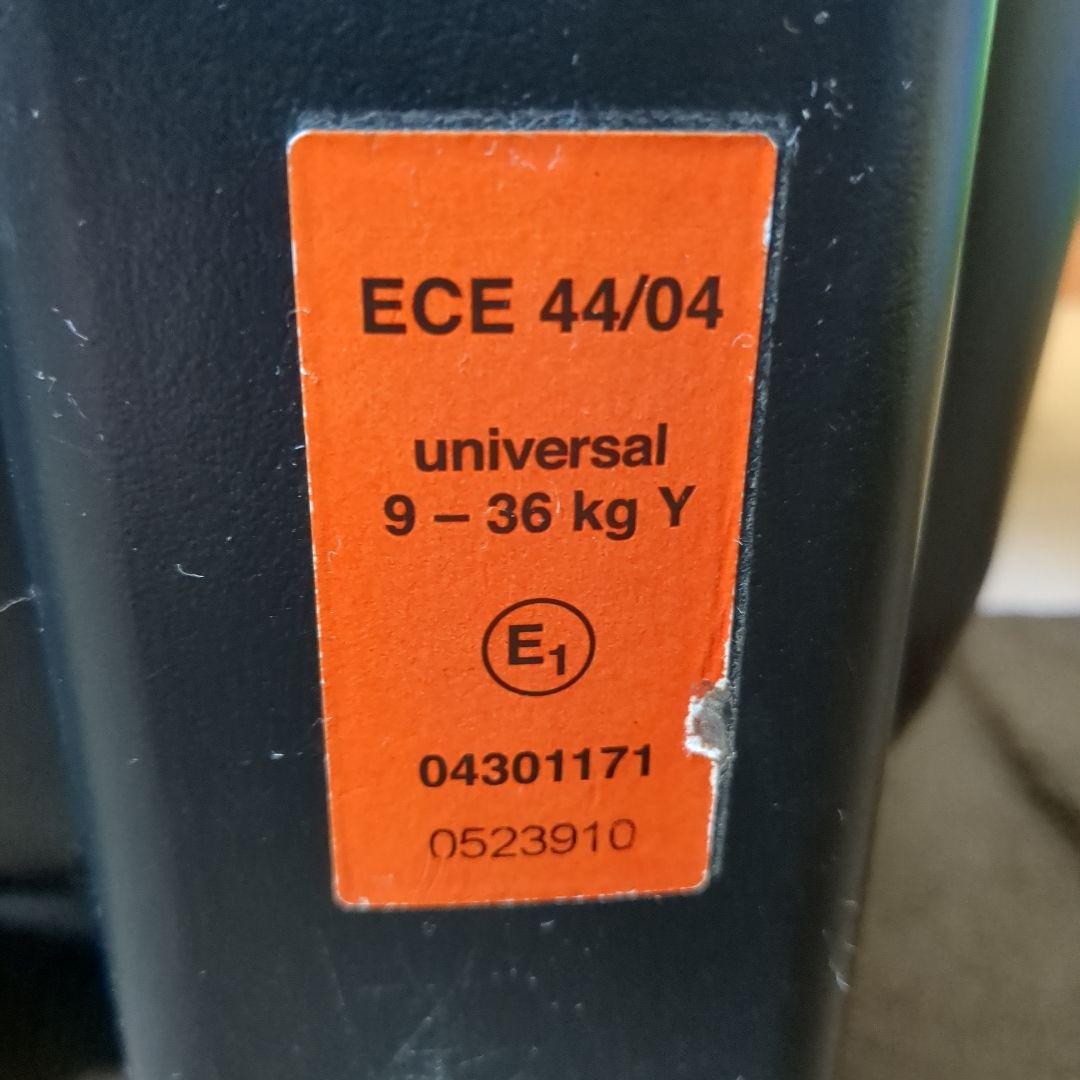 ECE 44/04
universal
9 – 36 kg Y
E1
04301171
0523910